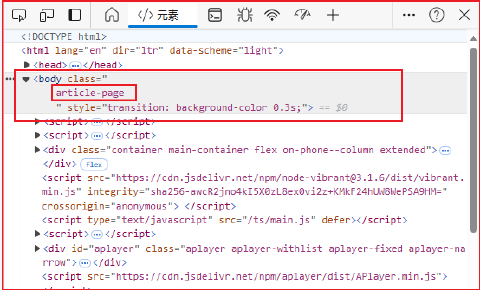 元素
<!DOCTYPE html>
<html lang="en" dir="ltr" data-scheme="light">
<head> ⋯ </head>
⋯ <body class="
article-page
" style="transition: background-color 0.3s;"> == $0
<script> ⋯ </script>
<script> ⋯ </script>
<div class="container main-container flex on-phone--column extended"> ⋯
</div> flex
<script src="https://cdn.jsdelivr.net/npm/node-vibrant@3.1.6/dist/vibrant.
min.js" integrity="sha256-awcR2jno4kI5X0zL8ex0vi2z+KMkF24hUW8WePSA9HM="
crossorigin="anonymous"> </script>
<script type="text/javascript" src="/ts/main.js" defer></script>
<script> ⋯ </script>
<div id="aplayer" class="aplayer aplayer-withlist aplayer-fixed aplayer-na
rrow"> ⋯ </div>
<script src="https://cdn.jsdelivr.net/npm/aplayer/dist/APlayer.min.js">